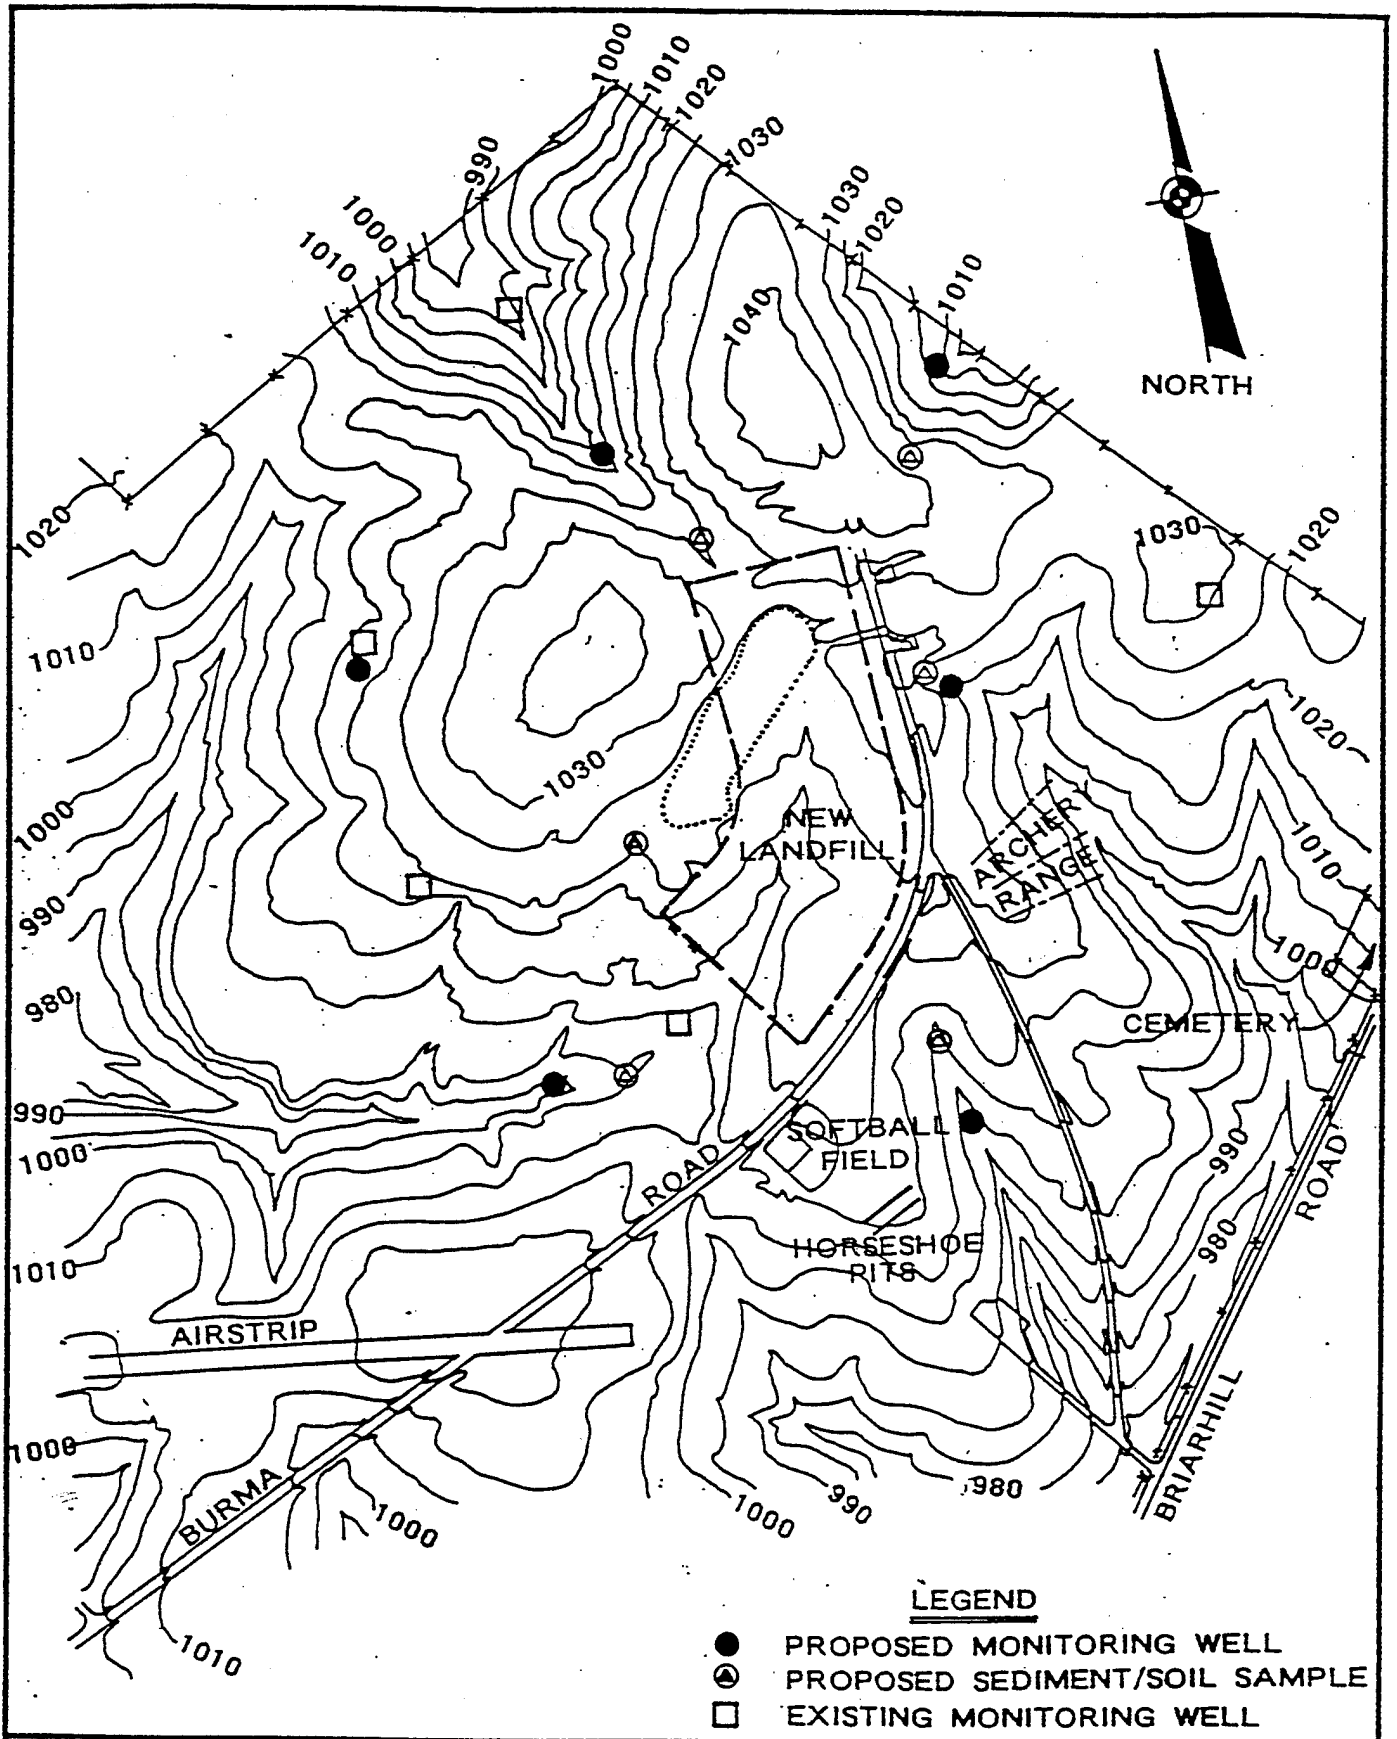 1000
1010
1020
1030
990
1000
1010
1030
1020
1010
1040
NORTH
1020
1030
1020
1010
1030
1020
1000
NEW
LANDFILL
ARCHERY
RANGE
1010
990
1000
980
CEMETERY
990
1000
SOFTBALL
FIELD
ROAD
990
ROAD
980
1010
HORSESHOE
PITS
AIRSTRIP
1000
BURMA
1000
1000
990
980
BRIARHILL
1010
LEGEND
PROPOSED MONITORING WELL
PROPOSED SEDIMENT/SOIL SAMPLE
EXISTING MONITORING WELL